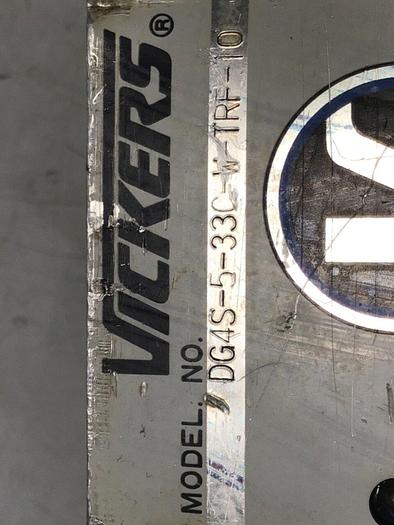 VICKERS®
MODEL. NO. DG4S-5-33C-W-TRF-10